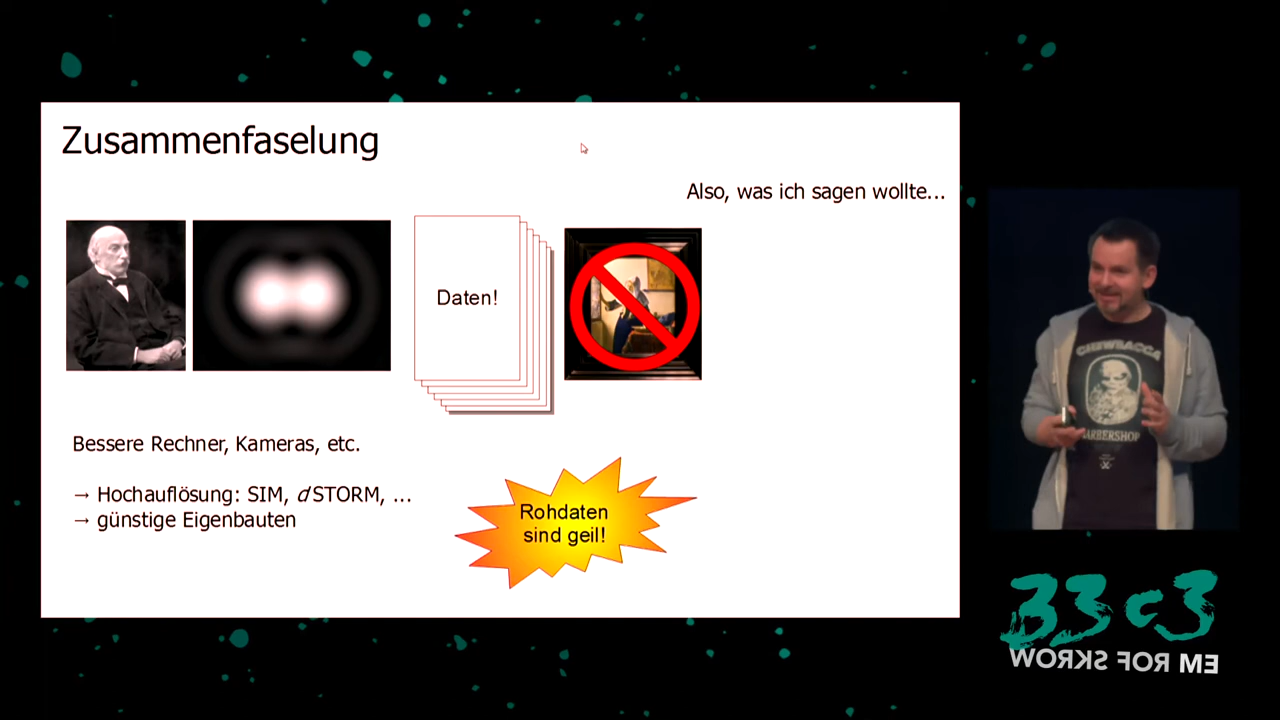 Zusammenfaselung
Also, was ich sagen wollte...
Daten!
Bessere Rechner, Kameras, etc.
→ Hochauflösung: SIM, dSTORM, ...
→ günstige Eigenbauten
Rohdaten
sind geil!
CHEWBACCA
BARBERSHOP
33c3
WORKS FOR ME